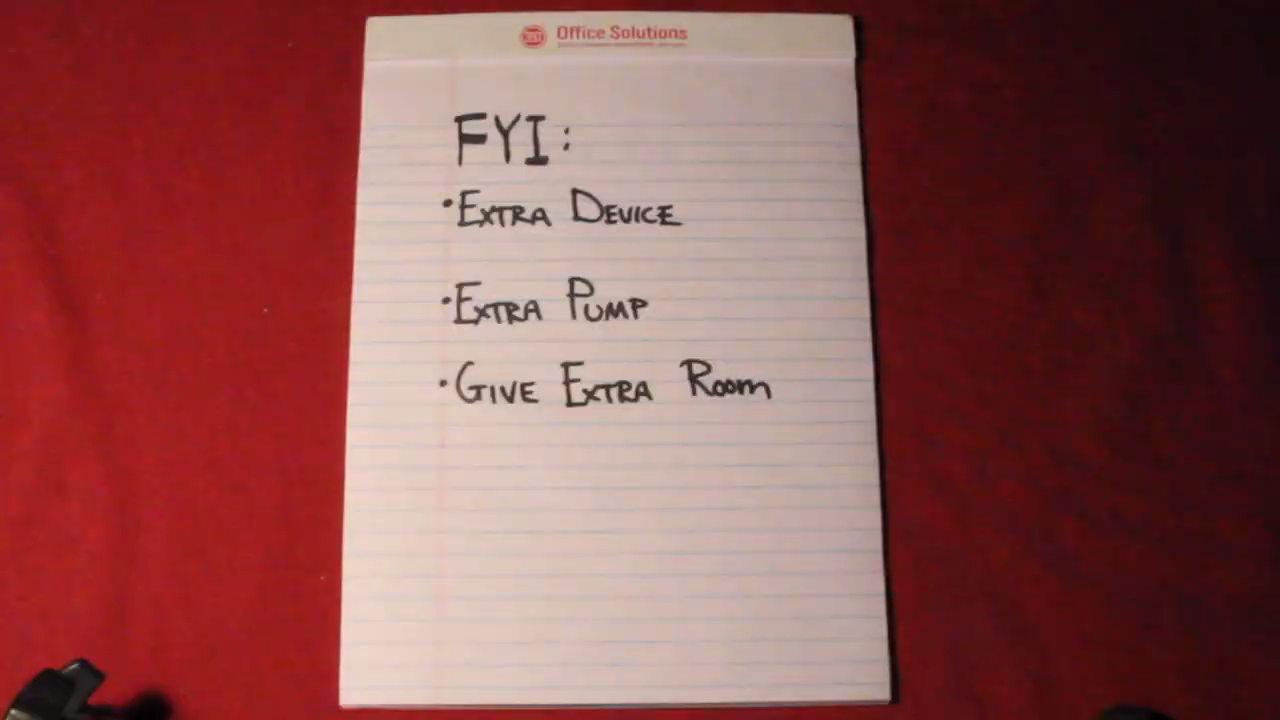 Office Solutions
FYI:
·EXTRA DEVICE
·EXTRA PUMP
·GIVE EXTRA ROOM